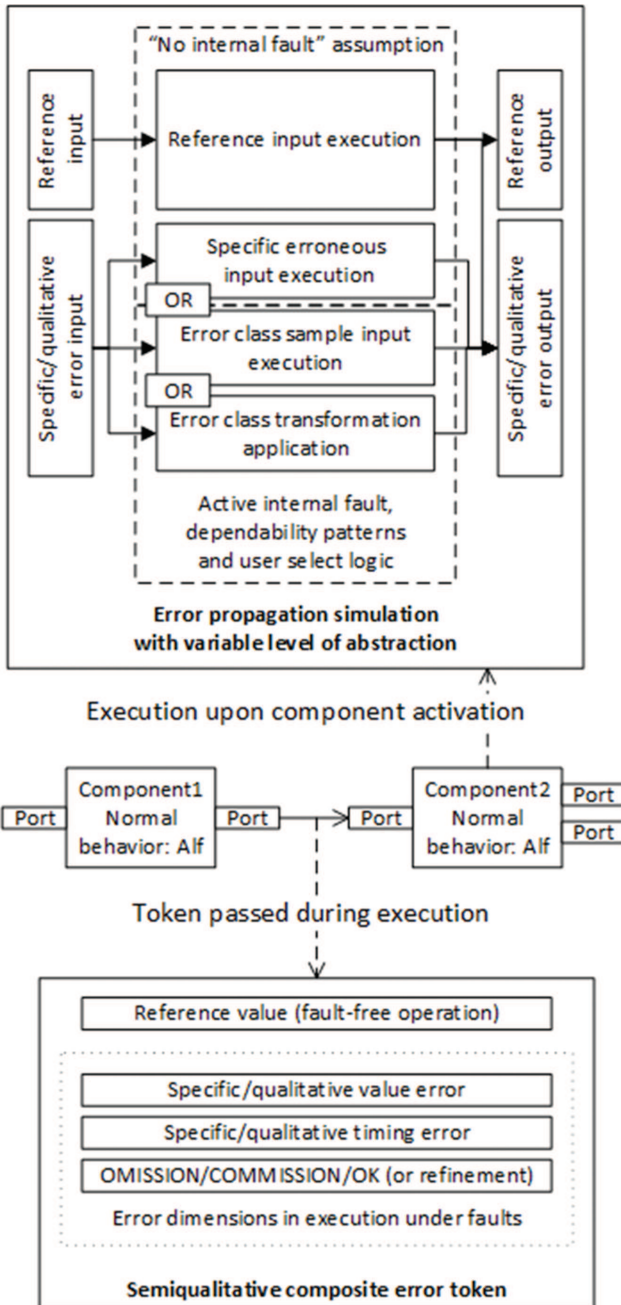 “No internal fault” assumption
Reference
input
Reference input execution
Reference
output
Specific/qualitative
error input
Specific erroneous
input execution
OR
Error class sample input
execution
OR
Error class transformation
application
Specific/qualitative
error output
Active internal fault,
dependability patterns
and user select logic
Error propagation simulation
with variable level of abstraction
Execution upon component activation
Port
Component1
Normal
behavior: Alf
Port
Port
Component2
Normal
behavior: Alf
Port
Port
Token passed during execution
Reference value (fault-free operation)
Specific/qualitative value error
Specific/qualitative timing error
OMISSION/COMMISSION/OK (or refinement)
Error dimensions in execution under faults
Semiqualitative composite error token